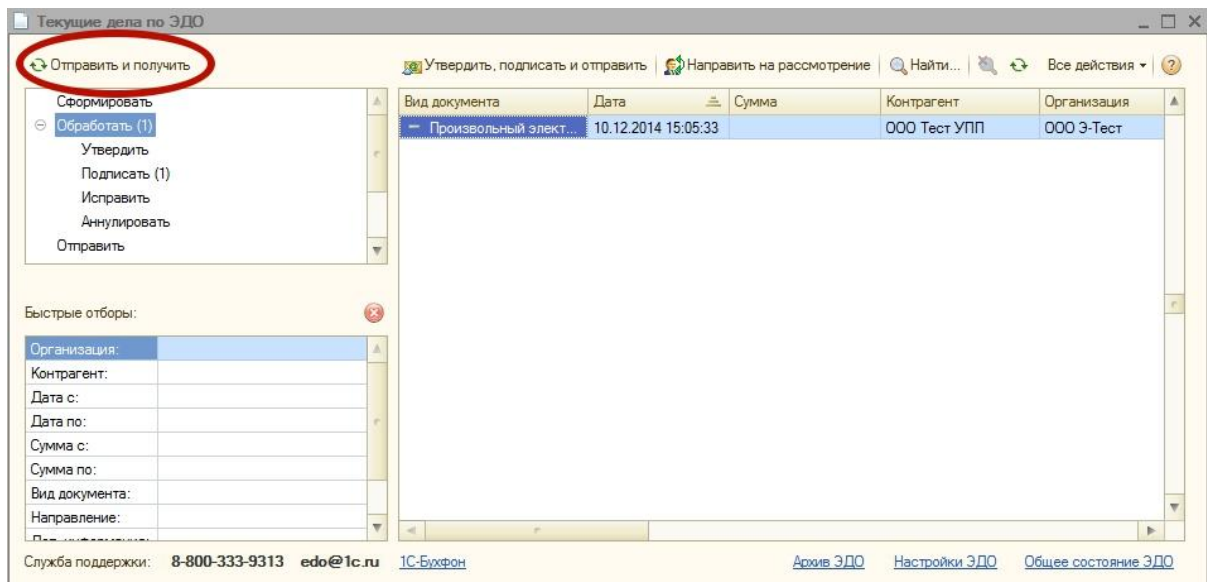 Текущие дела по ЭДО
Отправить и получить
Утвердить, подписать и отправить Направить на рассмотрение Найти... Все действия
Сформировать
Обработать (1)
Утвердить
Подписать (1)
Исправить
Аннулировать
Отправить
Вид документа Дата Сумма Контрагент Организация
Произвольный элект... 10.12.2014 15:05:33 ООО Тест УПП ООО Э-Тест
Быстрые отборы:
Организация:
Контрагент:
Дата с:
Дата по:
Сумма с:
Сумма по:
Вид документа:
Направление:
Служба поддержки: 8-800-333-9313 edo@1c.ru 1С-Бухфон Архив ЭДО Настройки ЭДО Общее состояние ЭДО